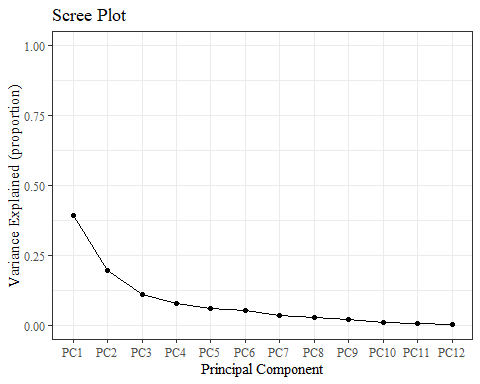 Scree Plot
Variance Explained (proportion)
1.00
0.75
0.50
0.25
0.00
PC1 PC2 PC3 PC4 PC5 PC6 PC7 PC8 PC9 PC10 PC11 PC12
Principal Component